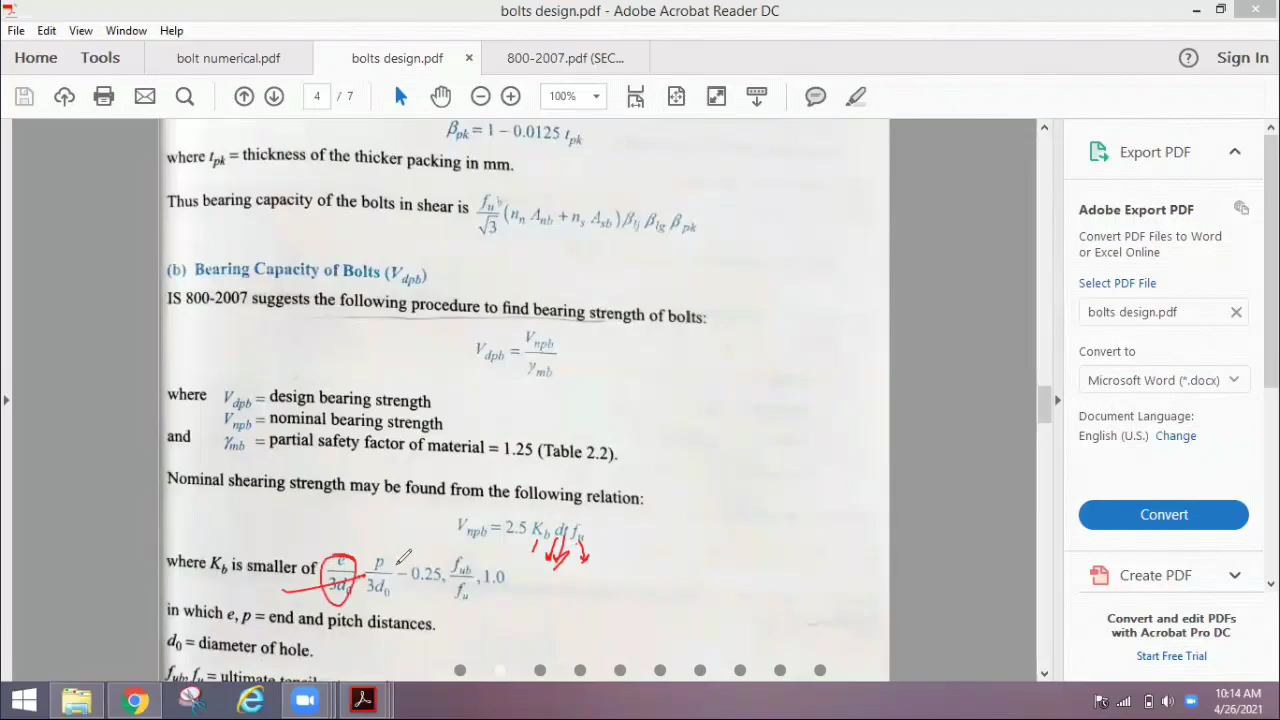 bolts design.pdf - Adobe Acrobat Reader DC
File Edit View Window Help
Home Tools bolt numerical.pdf bolts design.pdf × 800-2007.pdf (SEC... Sign In
4 / 7 100%
β_pk = 1 − 0.0125 t_pk
where t_pk = thickness of the thicker packing in mm.
Thus bearing capacity of the bolts in shear is f_u^b/√3 (n_n A_nb + n_s A_sb) β_lj β_lg β_pk
(b) Bearing Capacity of Bolts (V_dpb)
IS 800-2007 suggests the following procedure to find bearing strength of bolts:
V_dpb = V_npb/γ_mb
where V_dpb = design bearing strength
V_npb = nominal bearing strength
and γ_mb = partial safety factor of material = 1.25 (Table 2.2).
Nominal shearing strength may be found from the following relation:
V_npb = 2.5 K_b dt f_u
where K_b is smaller of e/3d_0 p/3d_0 − 0.25, f_ub/f_u, 1.0
in which e, p = end and pitch distances.
d_0 = diameter of hole.
f_ub, f_u = ultimate
Export PDF
Adobe Export PDF
Convert PDF Files to Word
or Excel Online
Select PDF File
bolts design.pdf
Convert to
Microsoft Word (*.docx)
Document Language:
English (U.S.) Change
Convert
Create PDF
Convert and edit PDFs
with Acrobat Pro DC
Start Free Trial
10:14 AM
4/26/2021